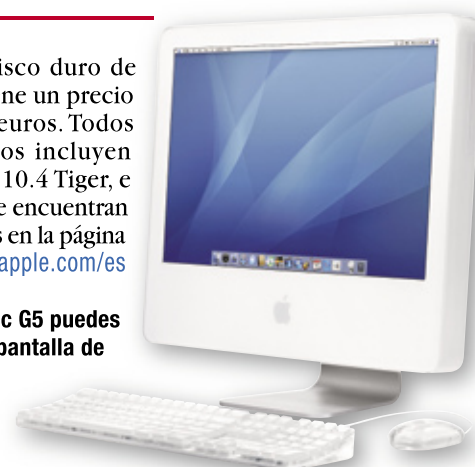 isco duro de
ne un precio
euros. Todos
os incluyen
10.4 Tiger, e
e encuentran
s en la página
apple.com/es
c G5 puedes
pantalla de